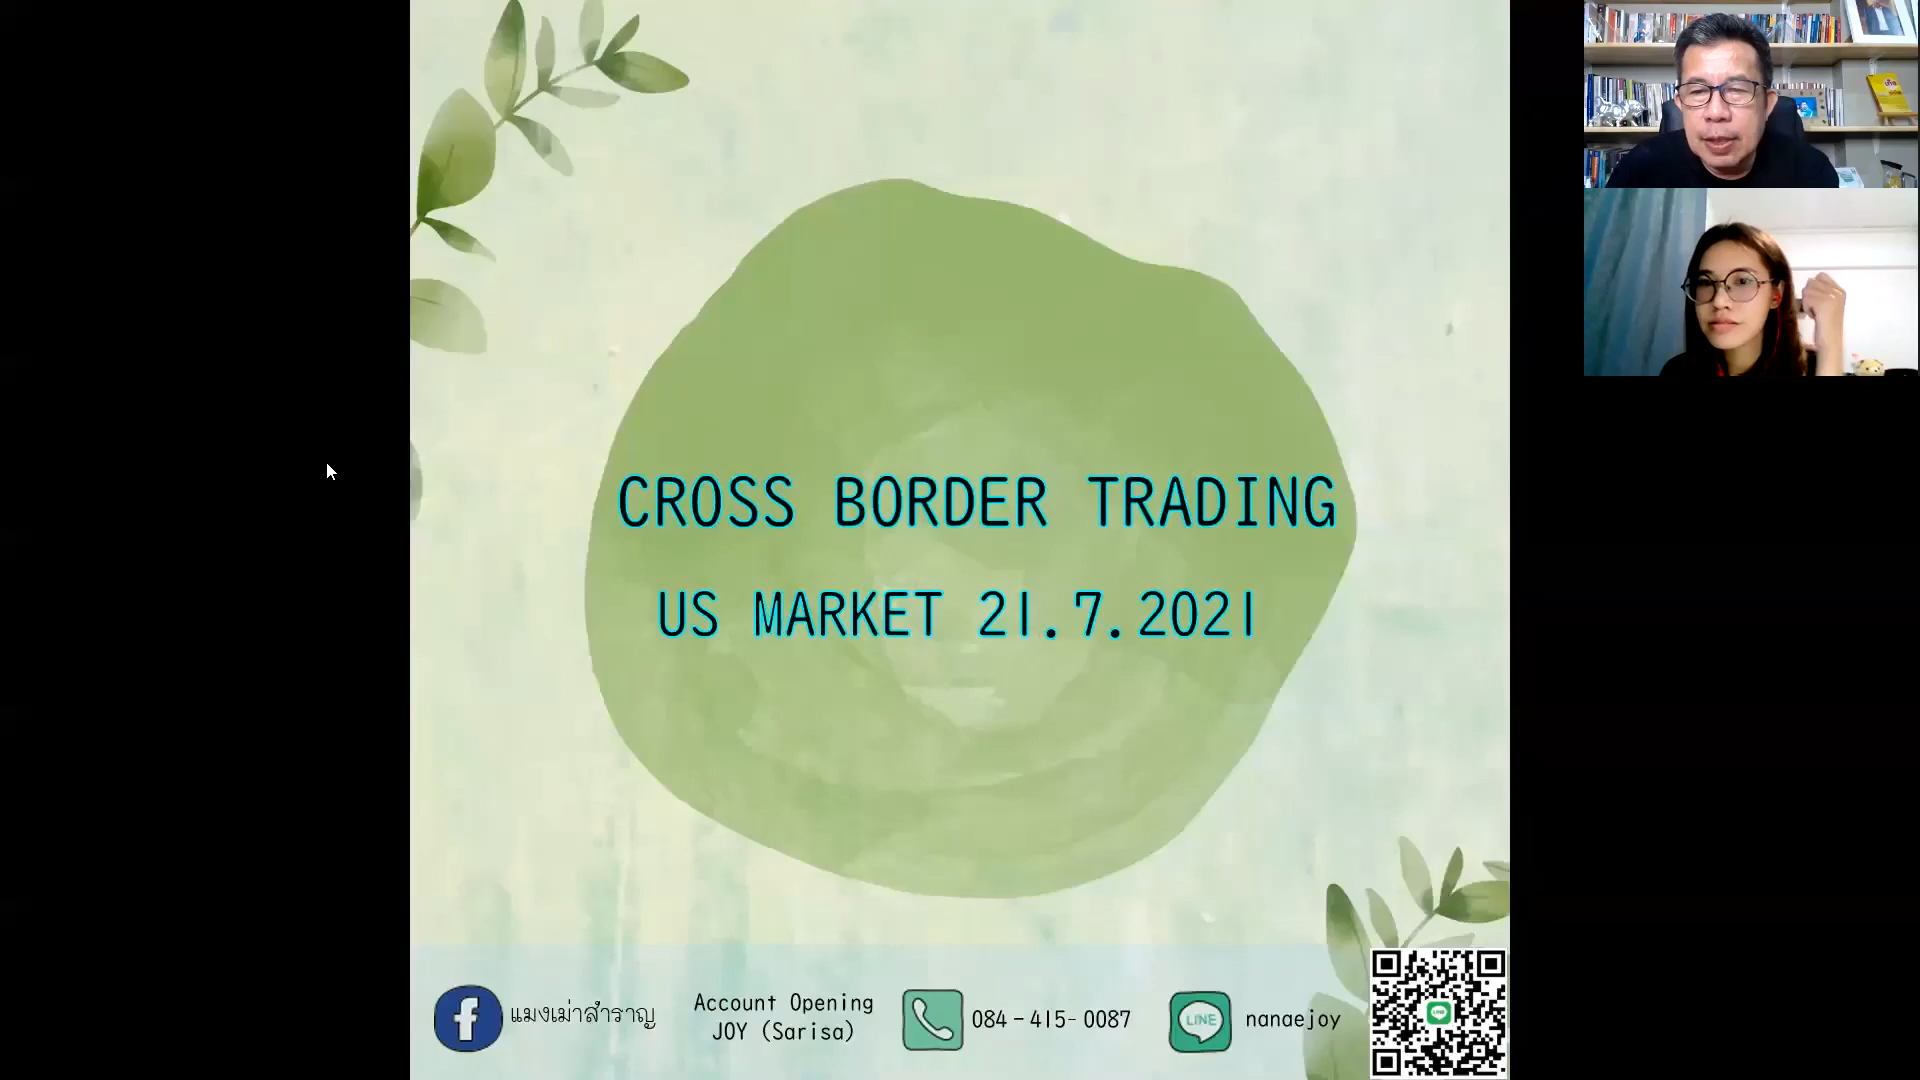 CROSS BORDER TRADING
US MARKET 21.7.2021
แมงเม่าสำราญ
Account Opening
JOY (Sarisa)
084-415-0087
LINE
nanaejoy